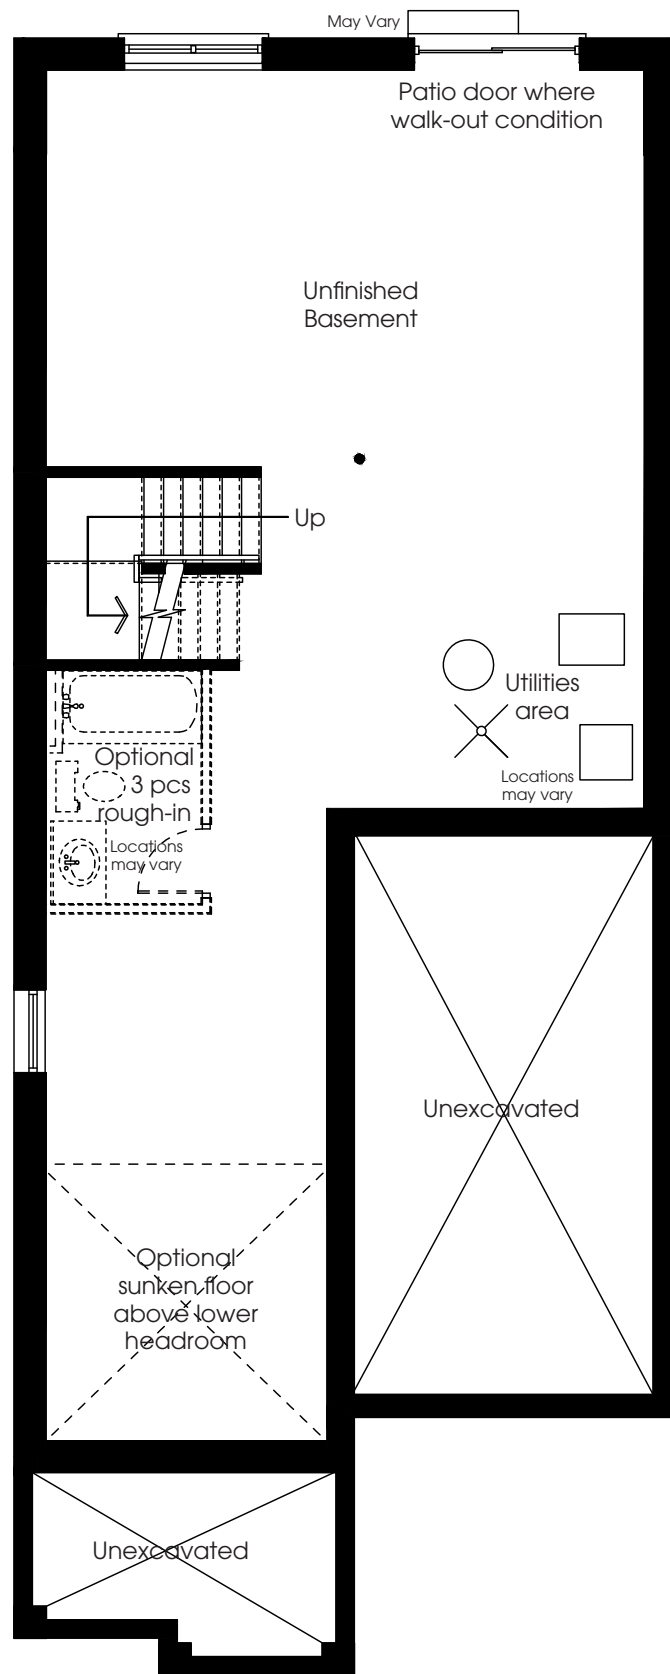 May Vary
Patio door where
walk-out condition
Unfinished
Basement
Up
Utilities
area
Locations
may vary
Optional
3 pcs
rough-in
Locations
may vary
Unexcavated
Optional
sunken floor
above lower
headroom
Unexcavated